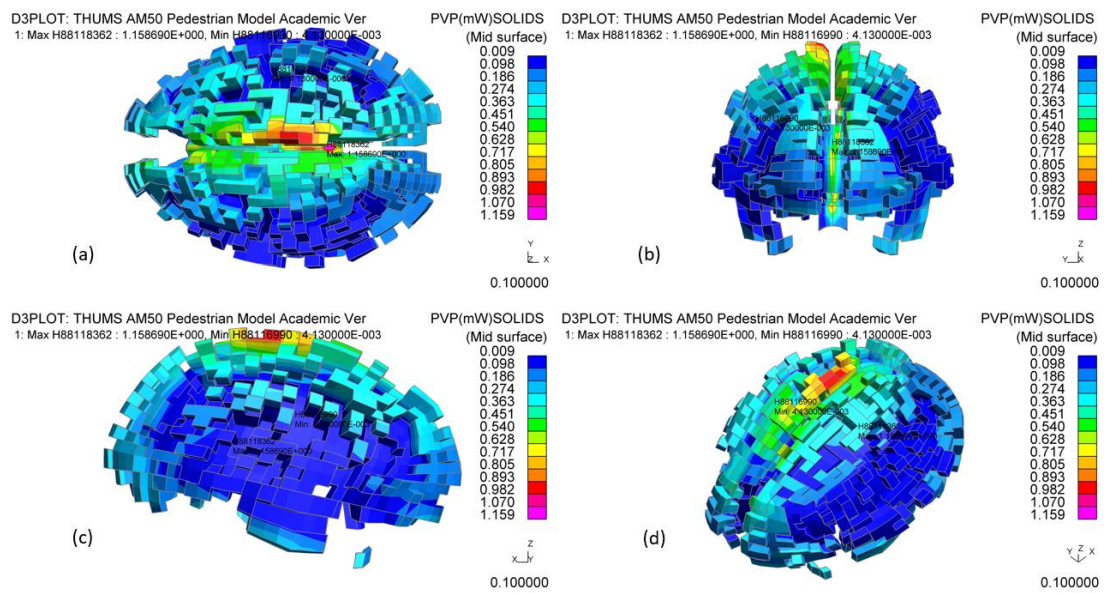 D3PLOT: THUMS AM50 Pedestrian Model Academic Ver
1: Max H88118362 : 1.158690E+000, Min H88116990 : 4.130000E-003
PVP(mW)SOLIDS
(Mid surface)
0.009
0.098
0.186
0.274
0.363
0.451
0.540
0.628
0.717
0.805
0.893
0.982
1.070
1.159
H88118362
Max: 1.158690E+000
Y
Z X
0.100000
(a)
D3PLOT: THUMS AM50 Pedestrian Model Academic Ver
1: Max H88118362 : 1.158690E+000, Min H88116990 : 4.130000E-003
PVP(mW)SOLIDS
(Mid surface)
0.009
0.098
0.186
0.274
0.363
0.451
0.540
0.628
0.717
0.805
0.893
0.982
1.070
1.159
H88116990
H88118362
Z
Y X
0.100000
(b)
D3PLOT: THUMS AM50 Pedestrian Model Academic Ver
1: Max H88118362 : 1.158690E+000, Min H88116990 : 4.130000E-003
PVP(mW)SOLIDS
(Mid surface)
0.009
0.098
0.186
0.274
0.363
0.451
0.540
0.628
0.717
0.805
0.893
0.982
1.070
1.159
H88116990
H88118362
Z
X Y
0.100000
(c)
D3PLOT: THUMS AM50 Pedestrian Model Academic Ver
1: Max H88118362 : 1.158690E+000, Min H88116990 : 4.130000E-003
PVP(mW)SOLIDS
(Mid surface)
0.009
0.098
0.186
0.274
0.363
0.451
0.540
0.628
0.717
0.805
0.893
0.982
1.070
1.159
H88116990
Min: 4.130000E-003
Y Z X
0.100000
(d)